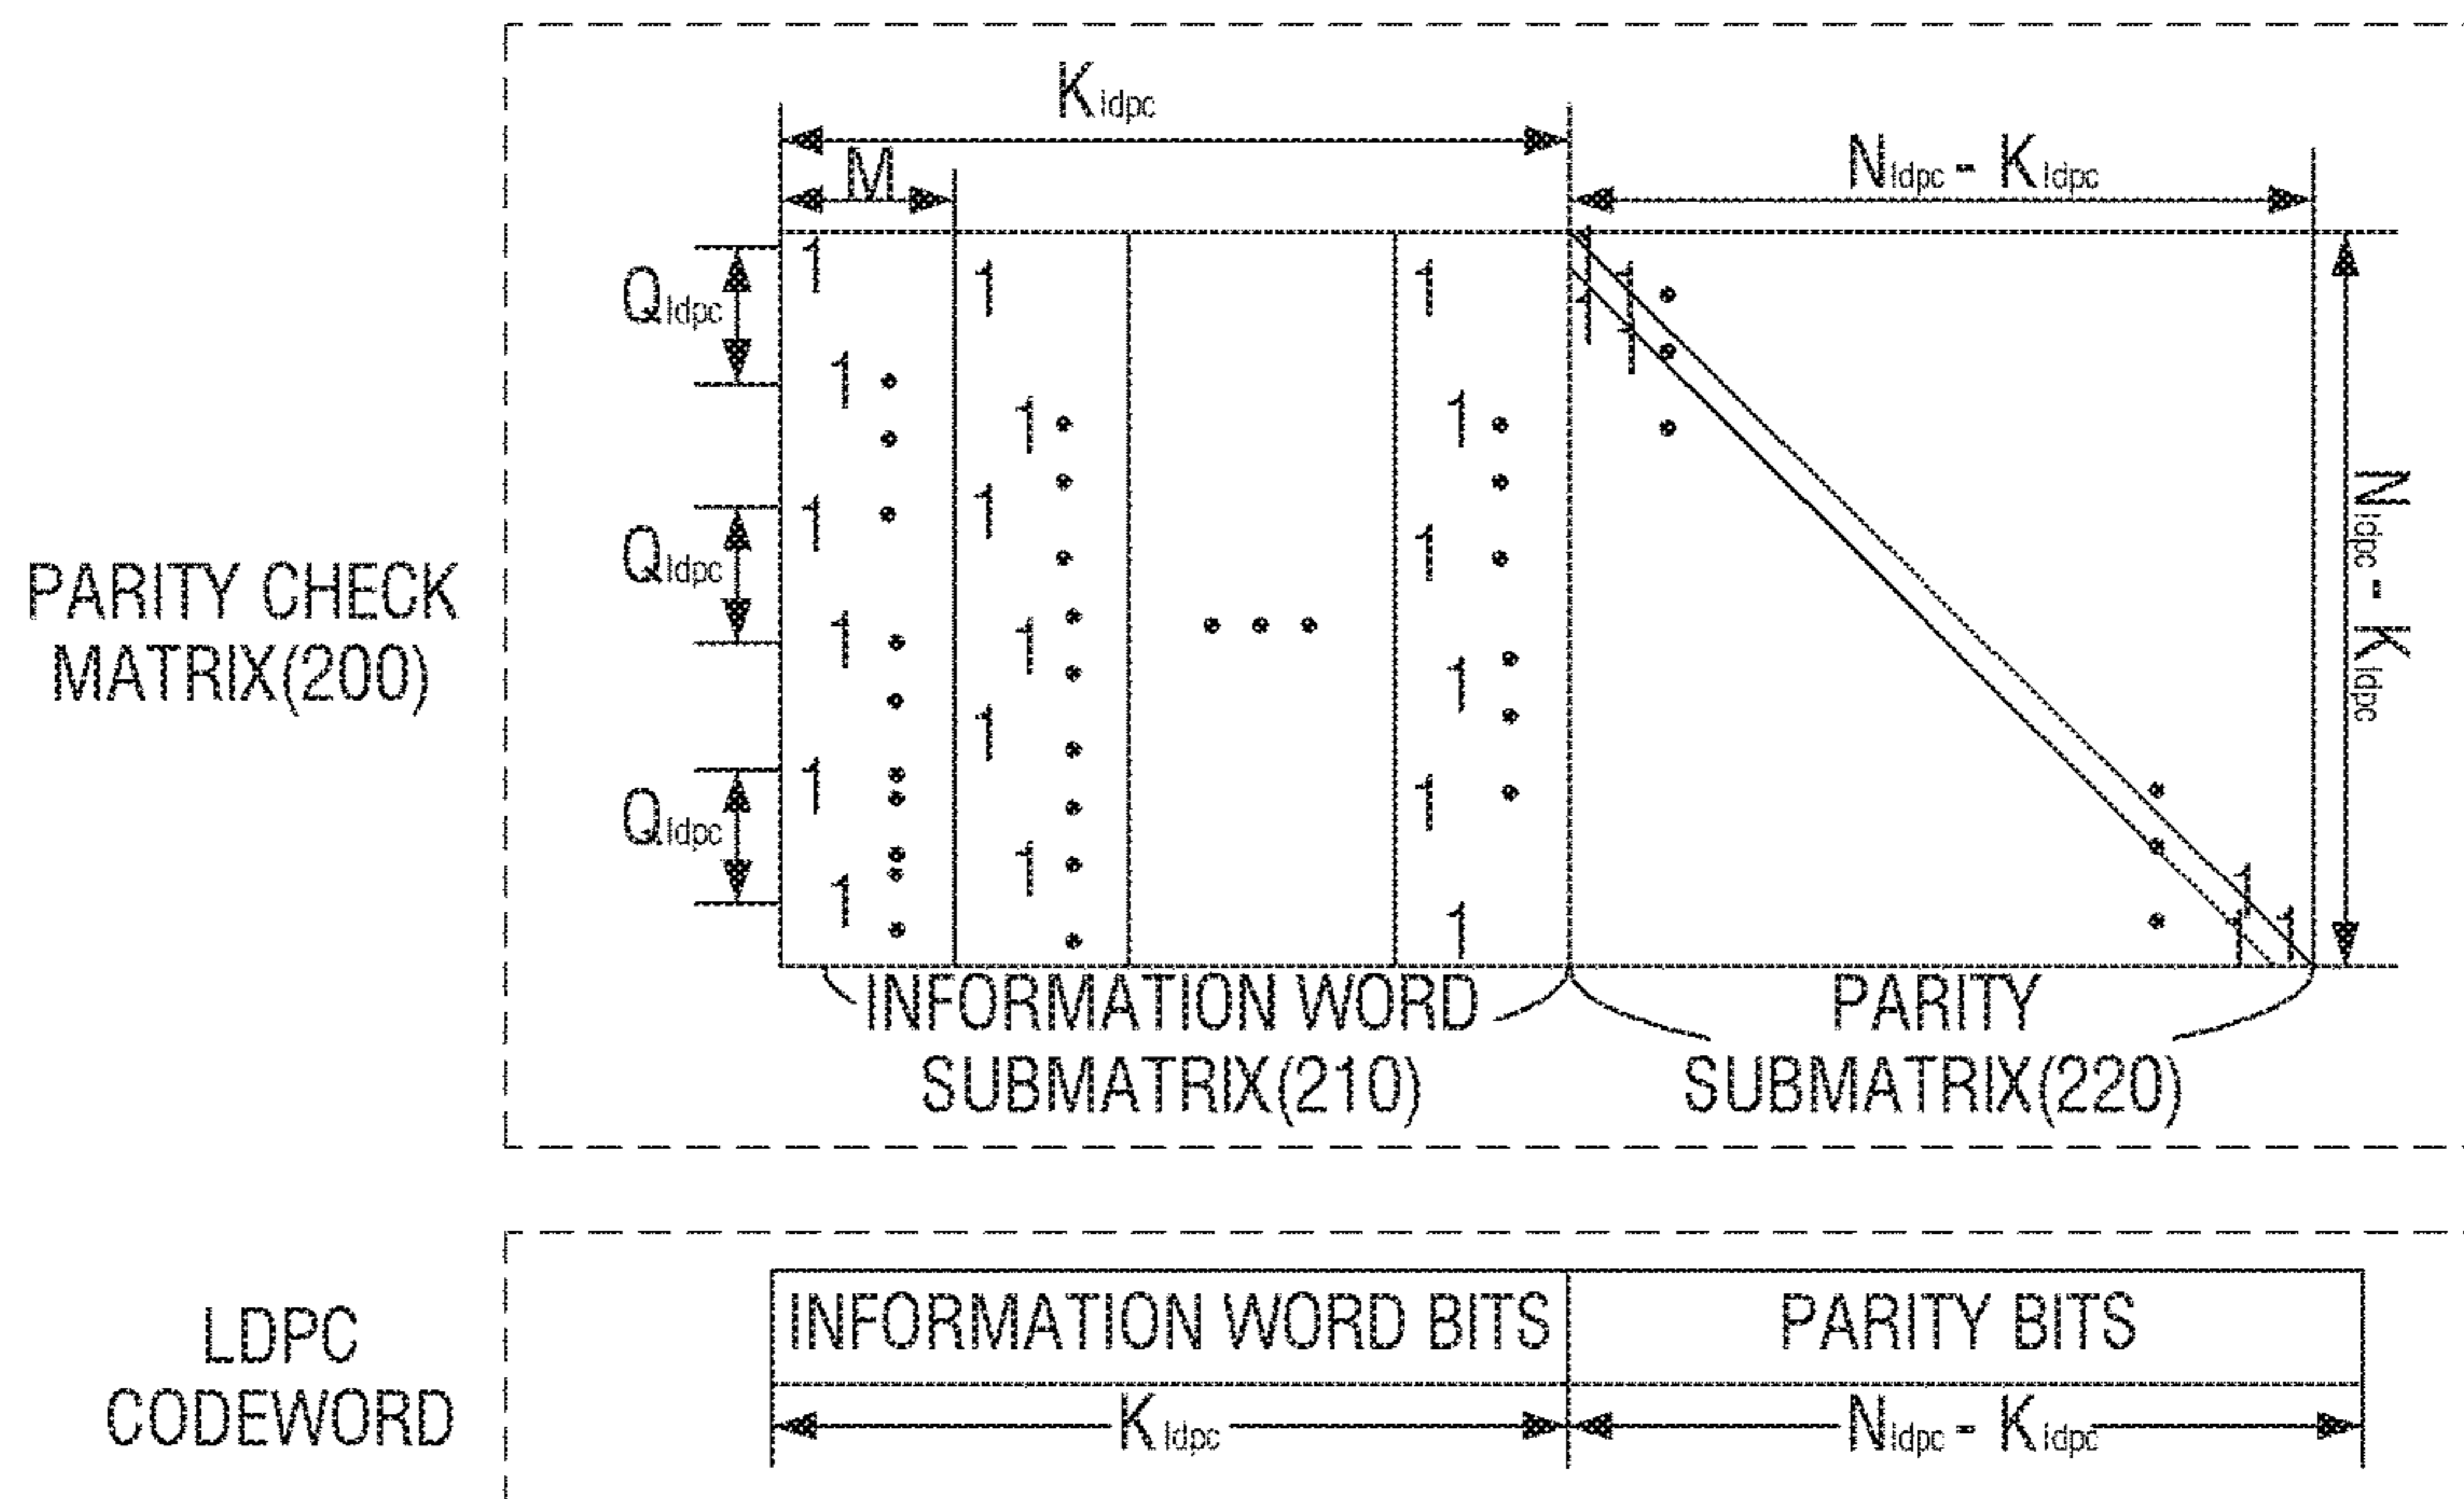 K ldpc
M
N ldpc - K ldpc
Q ldpc
1 1 1 1
1 1
1
1 1
Q ldpc
1 1 1
N ldpc - K ldpc
PARITY CHECK
MATRIX(200)
1 1 1
1
Q ldpc
1 1
1 1
1 1 1
1 1
INFORMATION WORD
SUBMATRIX(210)
PARITY
SUBMATRIX(220)
LDPC
CODEWORD
INFORMATION WORD BITS
PARITY BITS
K ldpc
N ldpc - K ldpc